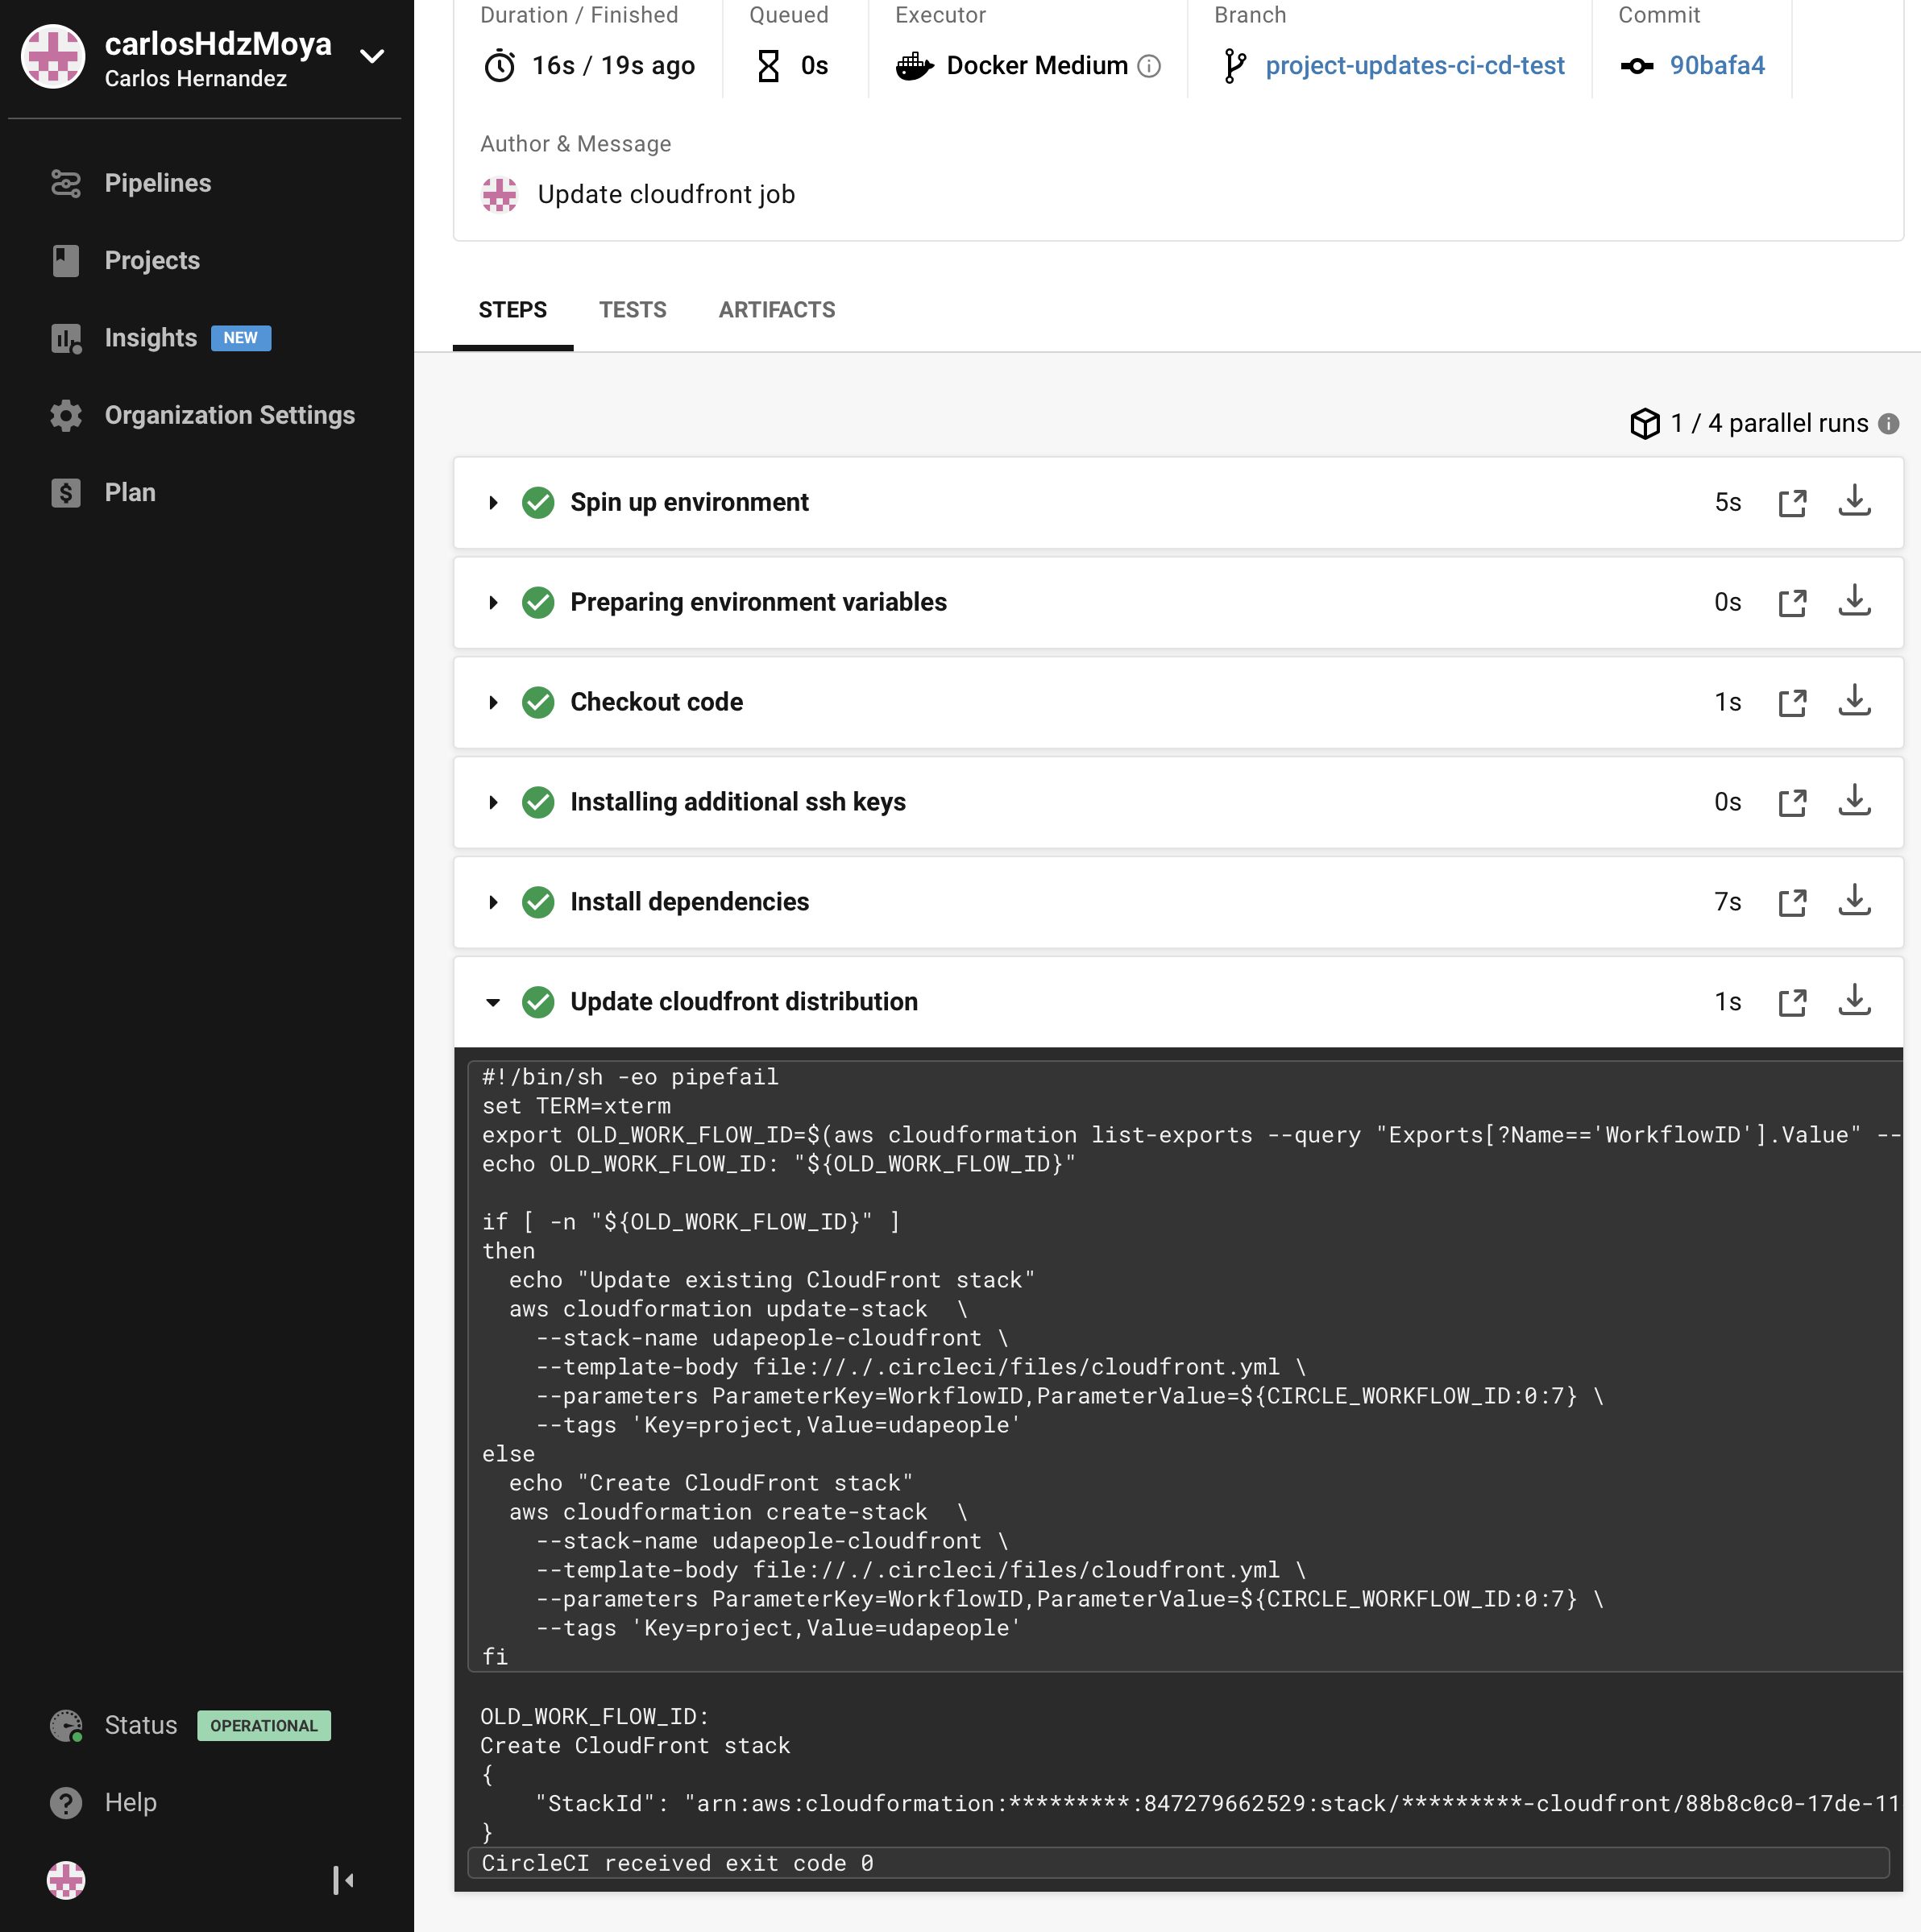 carlosHdzMoya
Carlos Hernandez
Pipelines
Projects
Insights NEW
Organization Settings
Plan
Status OPERATIONAL
Help
Duration / Finished
16s / 19s ago
Queued
0s
Executor
Docker Medium
Branch
project-updates-ci-cd-test
Commit
90bafa4
Author & Message
Update cloudfront job
STEPS TESTS ARTIFACTS
1 / 4 parallel runs
Spin up environment 5s
Preparing environment variables 0s
Checkout code 1s
Installing additional ssh keys 0s
Install dependencies 7s
Update cloudfront distribution 1s
#!/bin/sh -eo pipefail
set TERM=xterm
export OLD_WORK_FLOW_ID=$(aws cloudformation list-exports --query "Exports[?Name=='WorkflowID'].Value" --
echo OLD_WORK_FLOW_ID: "${OLD_WORK_FLOW_ID}"
if [ -n "${OLD_WORK_FLOW_ID}" ]
then
  echo "Update existing CloudFront stack"
  aws cloudformation update-stack  \
    --stack-name udapeople-cloudfront \
    --template-body file://./.circleci/files/cloudfront.yml \
    --parameters ParameterKey=WorkflowID,ParameterValue=${CIRCLE_WORKFLOW_ID:0:7} \
    --tags 'Key=project,Value=udapeople'
else
  echo "Create CloudFront stack"
  aws cloudformation create-stack  \
    --stack-name udapeople-cloudfront \
    --template-body file://./.circleci/files/cloudfront.yml \
    --parameters ParameterKey=WorkflowID,ParameterValue=${CIRCLE_WORKFLOW_ID:0:7} \
    --tags 'Key=project,Value=udapeople'
fi
OLD_WORK_FLOW_ID:
Create CloudFront stack
{
    "StackId": "arn:aws:cloudformation:*********:847279662529:stack/*********-cloudfront/88b8c0c0-17de-11
}
CircleCI received exit code 0